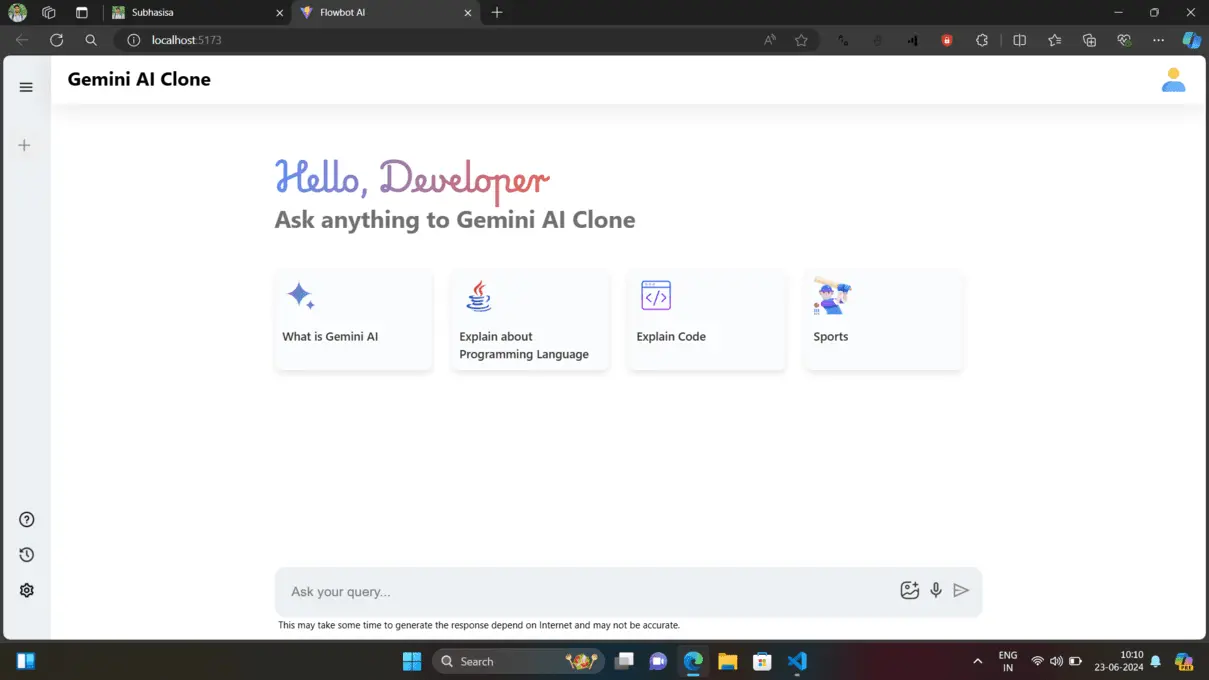 Subhasisa
Flowbot AI
localhost:5173
Gemini AI Clone
Hello, Developer
Ask anything to Gemini AI Clone
What is Gemini AI
Explain about
Programming Language
Explain Code
Sports
Ask your query...
This may take some time to generate the response depend on Internet and may not be accurate.
Search
ENG
IN
10:10
23-06-2024
PRE